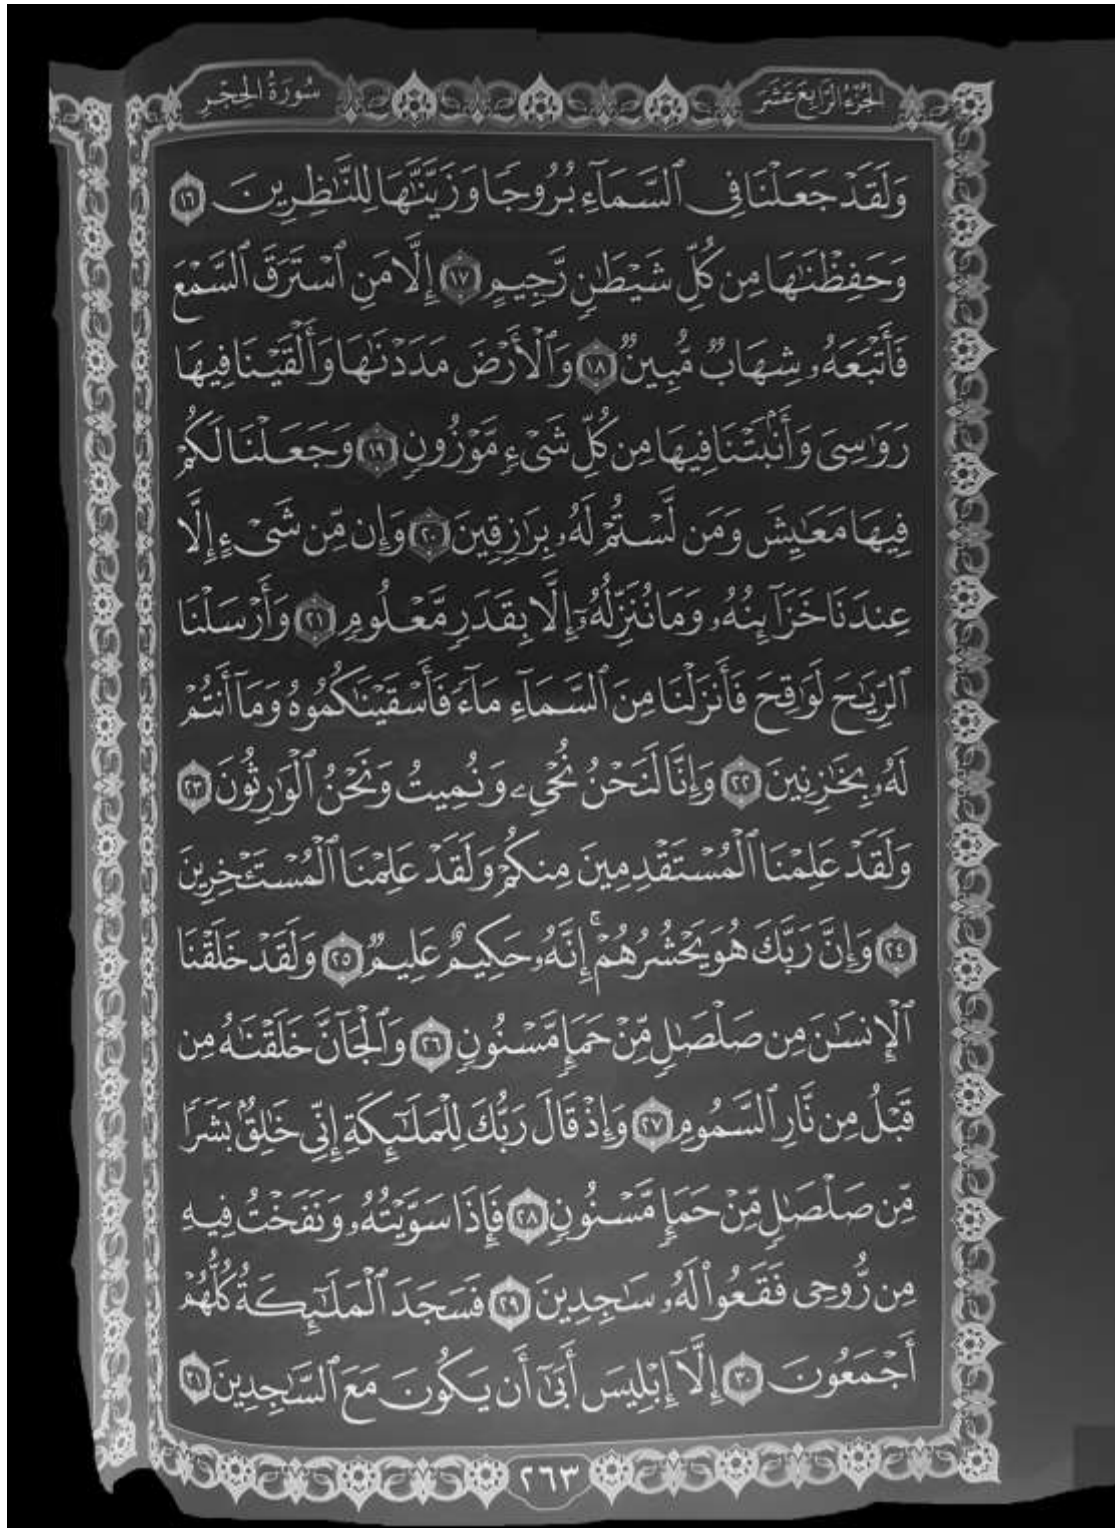 الجزء الرابع عشر
سورة الحجر
وَلَقَدْ جَعَلْنَا فِي ٱلسَّمَآءِ بُرُوجًا وَزَيَّنَّٰهَا لِلنَّٰظِرِينَ ١٦
وَحَفِظْنَٰهَا مِن كُلِّ شَيْطَٰنٍ رَّجِيمٍ ١٧ إِلَّا مَنِ ٱسْتَرَقَ ٱلسَّمْعَ
فَأَتْبَعَهُۥ شِهَابٌ مُّبِينٌ ١٨ وَٱلْأَرْضَ مَدَدْنَٰهَا وَأَلْقَيْنَا فِيهَا
رَوَٰسِىَ وَأَنۢبَتْنَا فِيهَا مِن كُلِّ شَىْءٍ مَّوْزُونٍ ١٩ وَجَعَلْنَا لَكُمْ
فِيهَا مَعَٰيِشَ وَمَن لَّسْتُمْ لَهُۥ بِرَٰزِقِينَ ٢٠ وَإِن مِّن شَىْءٍ إِلَّا
عِندَنَا خَزَآئِنُهُۥ وَمَا نُنَزِّلُهُۥٓ إِلَّا بِقَدَرٍ مَّعْلُومٍ ٢١ وَأَرْسَلْنَا
ٱلرِّيَٰحَ لَوَٰقِحَ فَأَنزَلْنَا مِنَ ٱلسَّمَآءِ مَآءً فَأَسْقَيْنَٰكُمُوهُ وَمَآ أَنتُمْ
لَهُۥ بِخَٰزِنِينَ ٢٢ وَإِنَّا لَنَحْنُ نُحْىِۦ وَنُمِيتُ وَنَحْنُ ٱلْوَٰرِثُونَ ٢٣
وَلَقَدْ عَلِمْنَا ٱلْمُسْتَقْدِمِينَ مِنكُمْ وَلَقَدْ عَلِمْنَا ٱلْمُسْتَـْٔخِرِينَ
٢٤ وَإِنَّ رَبَّكَ هُوَ يَحْشُرُهُمْ ۚ إِنَّهُۥ حَكِيمٌ عَلِيمٌ ٢٥ وَلَقَدْ خَلَقْنَا
ٱلْإِنسَٰنَ مِن صَلْصَٰلٍ مِّنْ حَمَإٍ مَّسْنُونٍ ٢٦ وَٱلْجَآنَّ خَلَقْنَٰهُ مِن
قَبْلُ مِن نَّارِ ٱلسَّمُومِ ٢٧ وَإِذْ قَالَ رَبُّكَ لِلْمَلَٰٓئِكَةِ إِنِّى خَٰلِقٌۢ بَشَرًا
مِّن صَلْصَٰلٍ مِّنْ حَمَإٍ مَّسْنُونٍ ٢٨ فَإِذَا سَوَّيْتُهُۥ وَنَفَخْتُ فِيهِ
مِن رُّوحِى فَقَعُوا۟ لَهُۥ سَٰجِدِينَ ٢٩ فَسَجَدَ ٱلْمَلَٰٓئِكَةُ كُلُّهُمْ
أَجْمَعُونَ ٣٠ إِلَّآ إِبْلِيسَ أَبَىٰٓ أَن يَكُونَ مَعَ ٱلسَّٰجِدِينَ ٣١
٢٦٣